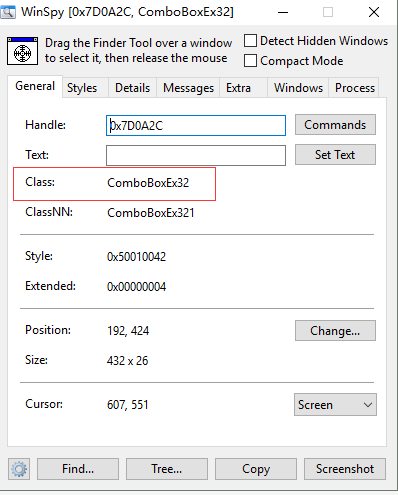 WinSpy [0x7D0A2C, ComboBoxEx32]
Drag the Finder Tool over a window
to select it, then release the mouse
Detect Hidden Windows
Compact Mode
General Styles Details Messages Extra Windows Process
Handle: 0x7D0A2C Commands
Text: Set Text
Class: ComboBoxEx32
ClassNN: ComboBoxEx321
Style: 0x50010042
Extended: 0x00000004
Position: 192, 424 Change...
Size: 432 x 26
Cursor: 607, 551 Screen
Find... Tree... Copy Screenshot